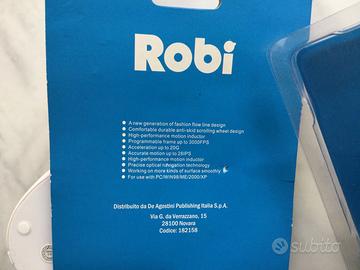 Robi
A new generation of fashion flow line design
Comfortable durable anti-skid scrolling wheel design
High-performance motion inductor
Programmable frame up to 3000FPS
Acceleration up to 20G
Accurate motion up to 28IPS
High-performance motion inductor
Precise optical navigation technology
Working on more kinds of surface smoothly
For use with PC/WIN98/ME/2000/XP
Distribuito da De Agostini Publishing Italia S.p.A.
Via G. da Verrazzano, 15
28100 Novara
Codice: 182158
subito